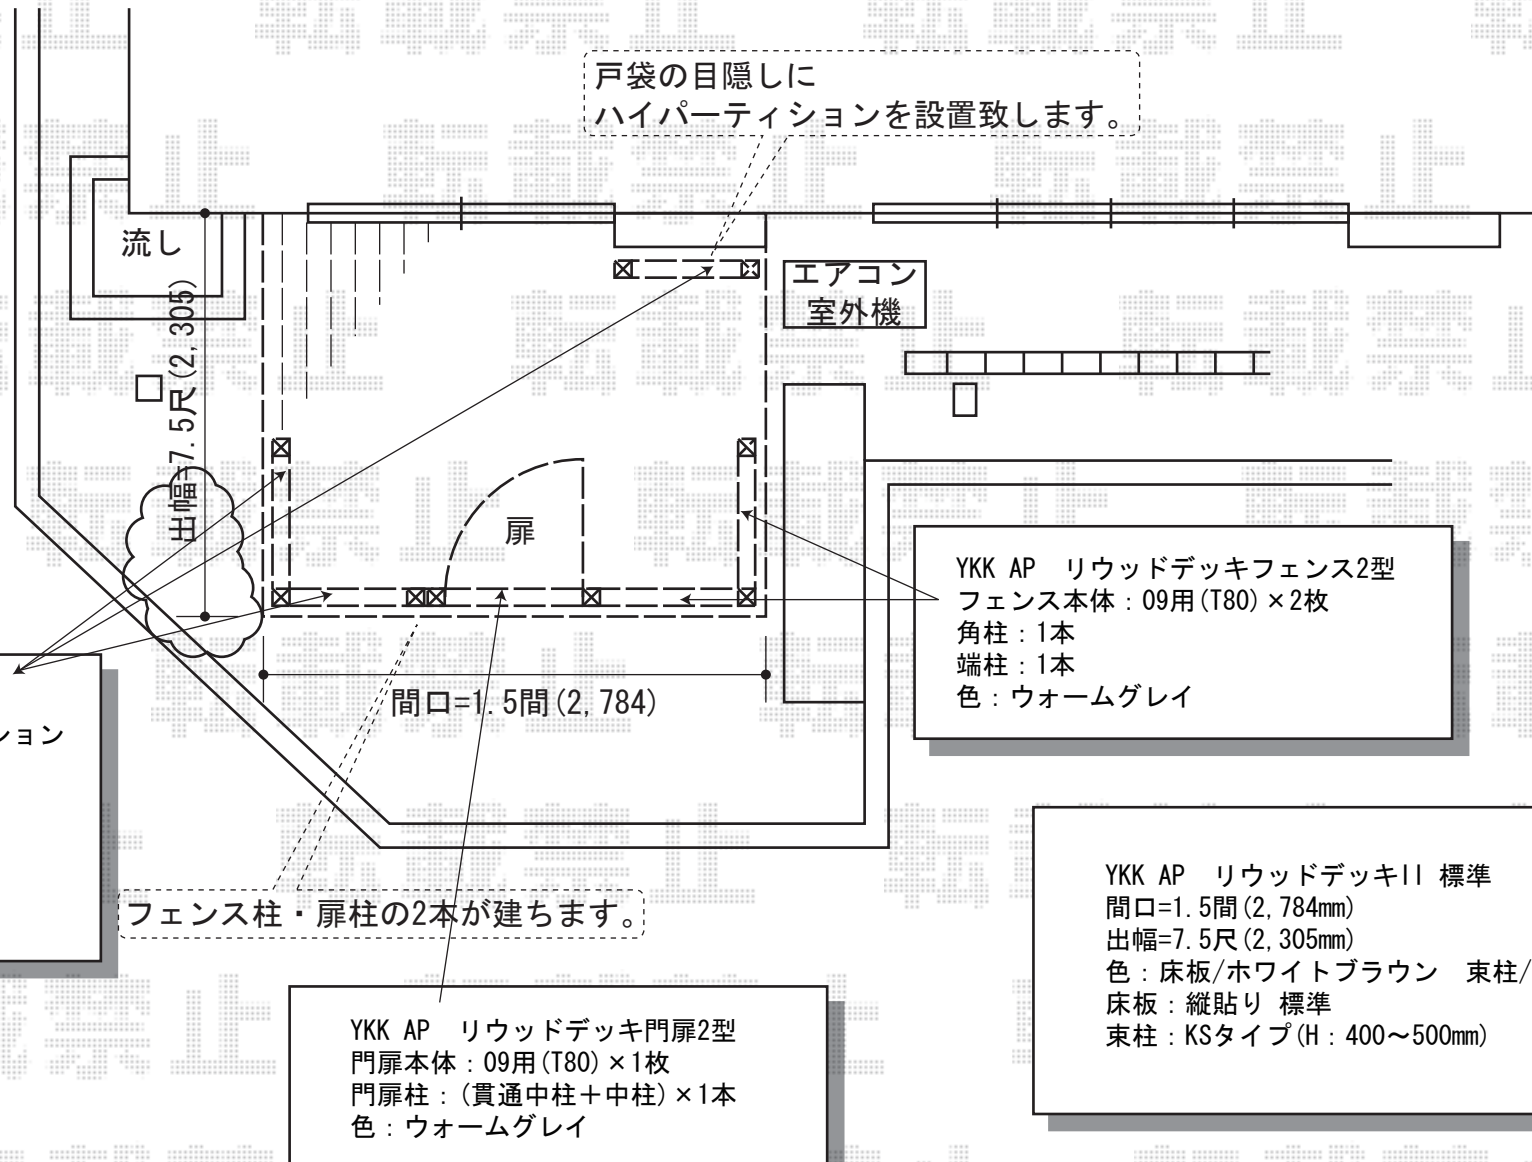 戸袋の目隠しに
ハイパーティションを設置致します。
流し
エアコン
室外機
出幅=7.5尺(2,305)
扉
YKK AP　リウッドデッキフェンス2型
フェンス本体：09用(T80)×2枚
角柱：1本
端柱：1本
色：ウォームグレイ
間口=1.5間(2,784)
ション
フェンス柱・扉柱の2本が建ちます。
YKK AP　リウッドデッキII 標準
間口=1.5間(2,784mm)
出幅=7.5尺(2,305mm)
色：床板/ホワイトブラウン　束柱/
床板：縦貼り 標準
束柱：KSタイプ(H：400～500mm)
YKK AP　リウッドデッキ門扉2型
門扉本体：09用(T80)×1枚
門扉柱：(貫通中柱＋中柱)×1本
色：ウォームグレイ
転載禁止